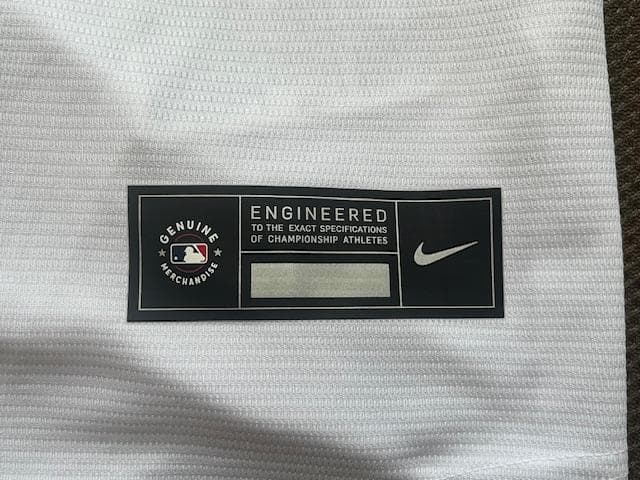 GENUINE
MERCHANDISE
ENGINEERED
TO THE EXACT SPECIFICATIONS
OF CHAMPIONSHIP ATHLETES